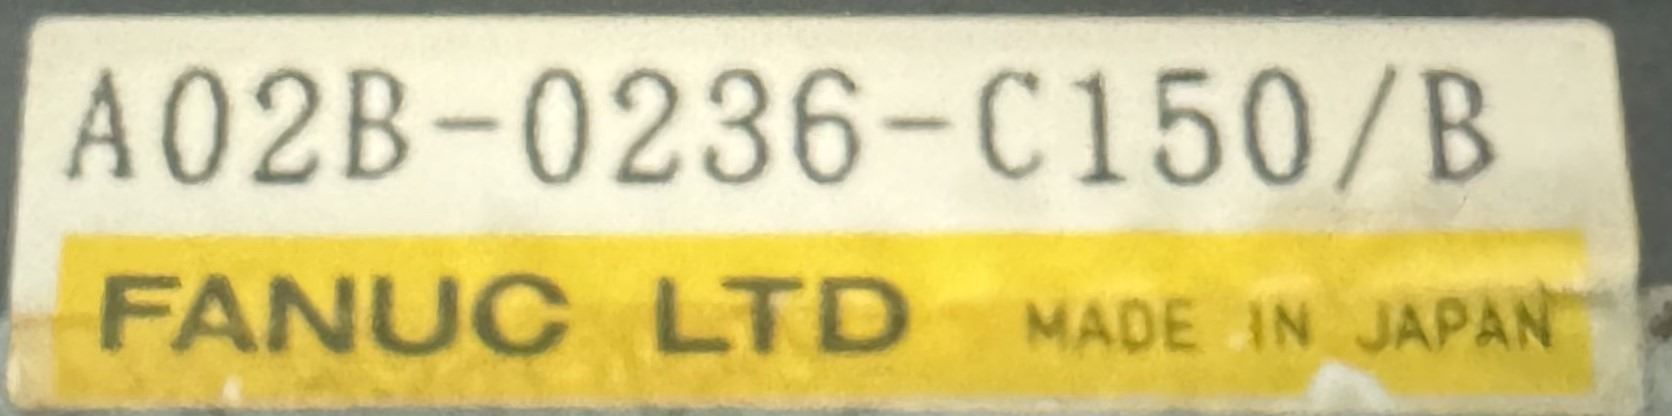 A02B-0236-C150/B
FANUC LTD MADE IN JAPAN